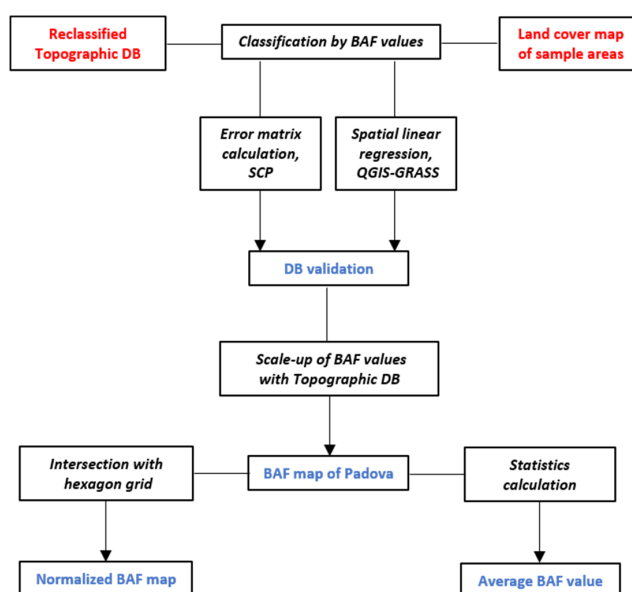 Reclassified
Topographic DB
Classification by BAF values
Land cover map
of sample areas
Error matrix
calculation,
SCP
Spatial linear
regression,
QGIS-GRASS
DB validation
Scale-up of BAF values
with Topographic DB
Intersection with
hexagon grid
BAF map of Padova
Statistics
calculation
Normalized BAF map
Average BAF value